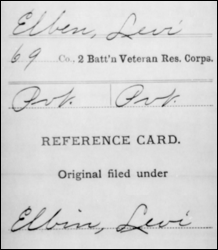 Elben, Levi
69 Co., 2 Batt'n Veteran Res. Corps.
Pvt. Pvt.
REFERENCE CARD.
Original filed under
Elbin, Levi